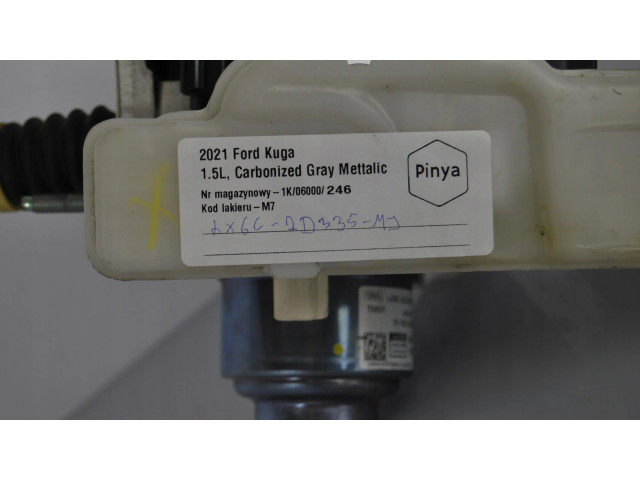 2021 Ford Kuga
1.5L, Carbonized Gray Mettalic
Nr magazynowy – 1K/06000/ 246
Kod lakieru – M7
LX6C-2D335-MJ
Pinya